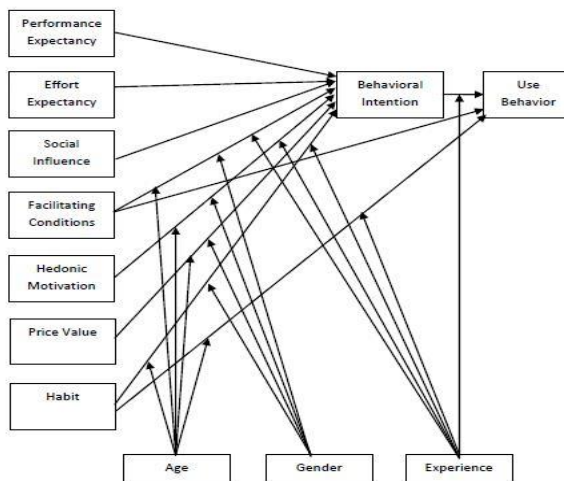 Performance
Expectancy
Effort
Expectancy
Social
Influence
Facilitating
Conditions
Hedonic
Motivation
Price Value
Habit
Behavioral
Intention
Use
Behavior
Age
Gender
Experience